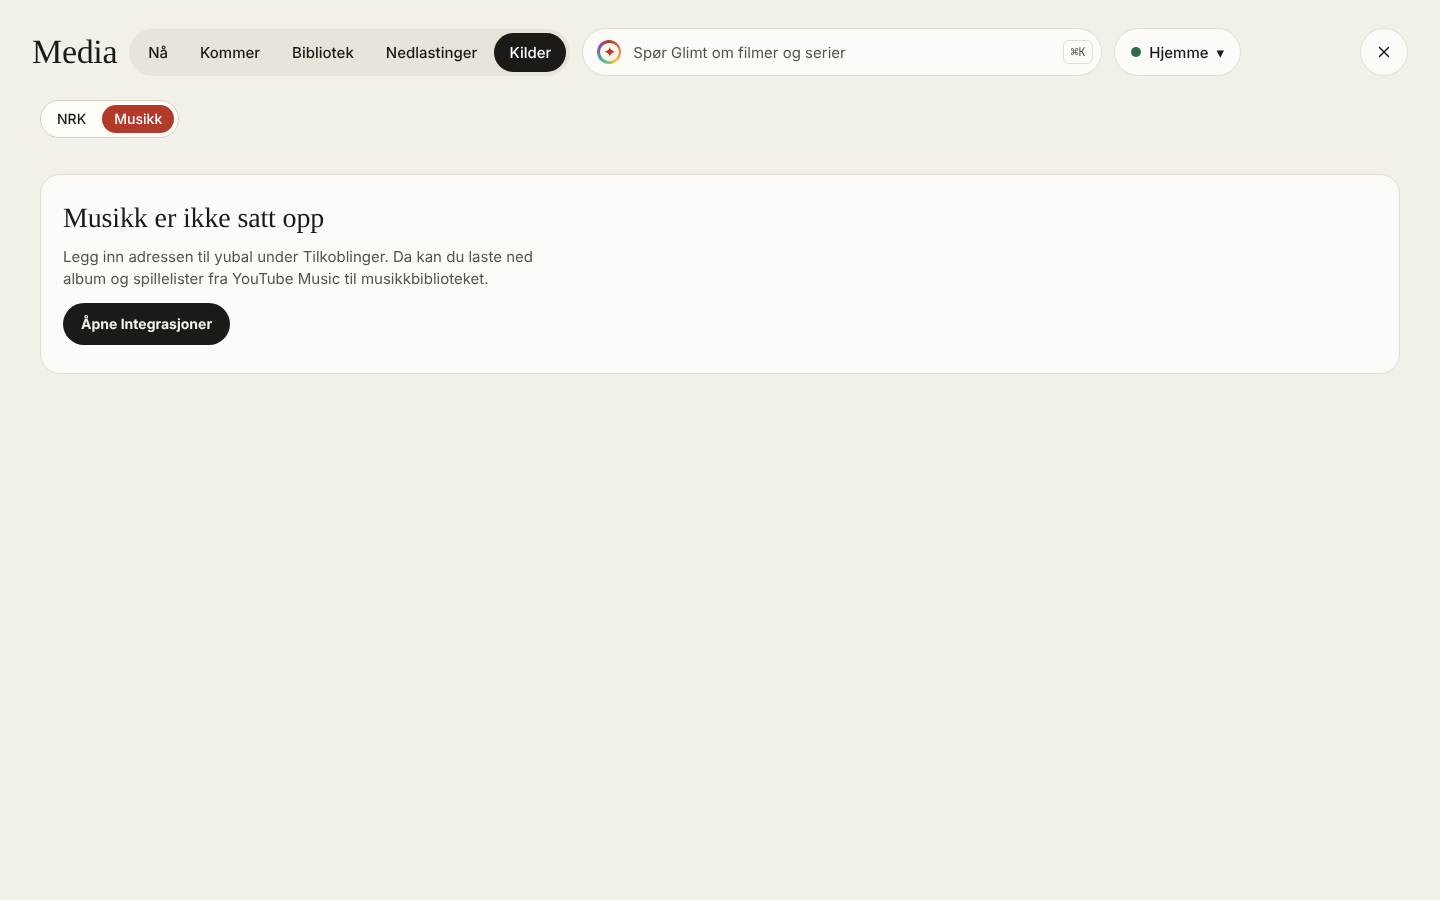 Media
Nå
Kommer
Bibliotek
Nedlastinger
Kilder
Spør Glimt om filmer og serier
⌘K
Hjemme ▾
NRK
Musikk
Musikk er ikke satt opp
Legg inn adressen til yubal under Tilkoblinger. Da kan du laste ned
album og spillelister fra YouTube Music til musikkbiblioteket.
Åpne Integrasjoner